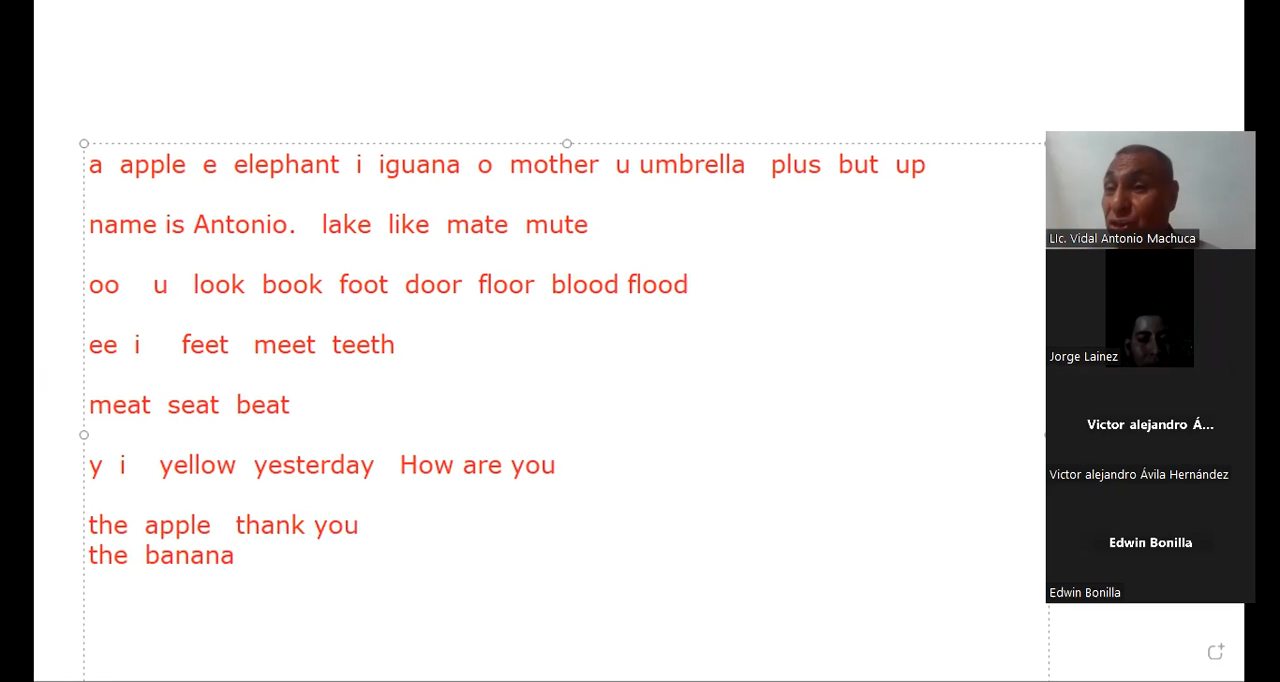 a apple e elephant i iguana o mother u umbrella plus but up
name is Antonio. lake like mate mute
oo u look book foot door floor blood flood
ee i feet meet teeth
meat seat beat
y i yellow yesterday How are you
the apple thank you
the banana
LIc. Vidal Antonio Machuca
Jorge Lainez
Victor alejandro Á...
Victor alejandro Ávila Hernández
Edwin Bonilla
Edwin Bonilla